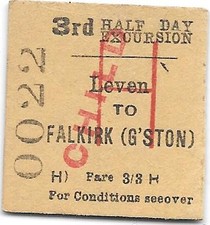 3rd HALF DAY
EXCURSION
Leven
TO
FALKIRK (G'STON)
H) Fare 3/3 H
For Conditions seeover
0022
CHILD